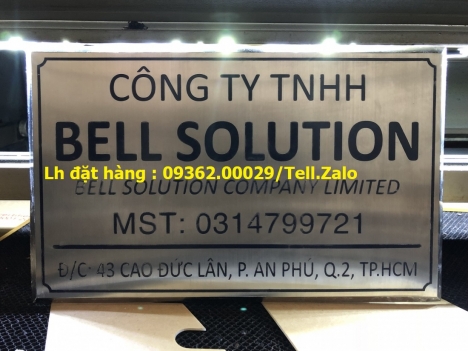 CÔNG TY TNHH
BELL SOLUTION
Lh đặt hàng : 09362.00029/Tell.Zalo
BELL SOLUTION COMPANY LIMITED
MST: 0314799721
Đ/C: 43 CAO ĐỨC LÂN, P. AN PHÚ, Q.2, TP.HCM